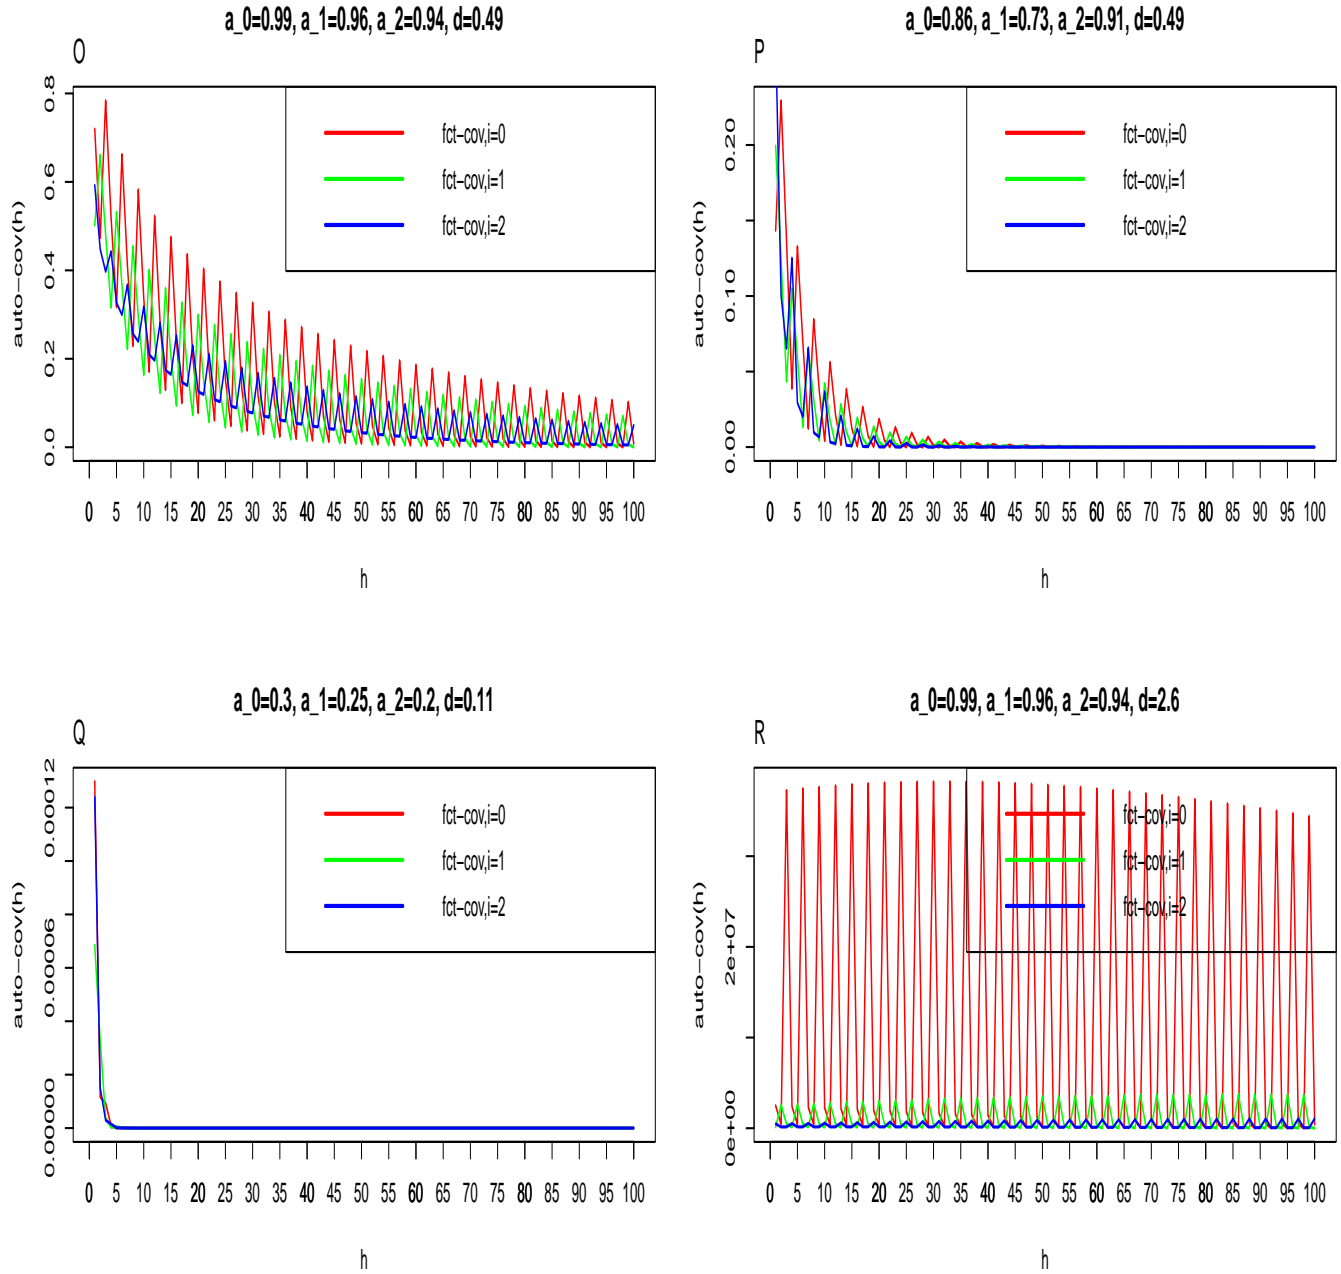 a_0=0.99, a_1=0.96, a_2=0.94, d=0.49
O
auto-cov(h)
0.8
0.6
0.4
0.2
0.0
fct-cov,i=0
fct-cov,i=1
fct-cov,i=2
0 5 10 15 20 25 30 35 40 45 50 55 60 65 70 75 80 85 90 95 100
h
a_0=0.86, a_1=0.73, a_2=0.91, d=0.49
P
auto-cov(h)
0.20
0.10
0.00
fct-cov,i=0
fct-cov,i=1
fct-cov,i=2
0 5 10 15 20 25 30 35 40 45 50 55 60 65 70 75 80 85 90 95 100
h
a_0=0.3, a_1=0.25, a_2=0.2, d=0.11
Q
auto-cov(h)
0.00012
0.00006
0.00000
fct-cov,i=0
fct-cov,i=1
fct-cov,i=2
0 5 10 15 20 25 30 35 40 45 50 55 60 65 70 75 80 85 90 95 100
h
a_0=0.99, a_1=0.96, a_2=0.94, d=2.6
R
auto-cov(h)
2e+07
0e+00
fct-cov,i=0
fct-cov,i=1
fct-cov,i=2
0 5 10 15 20 25 30 35 40 45 50 55 60 65 70 75 80 85 90 95 100
h